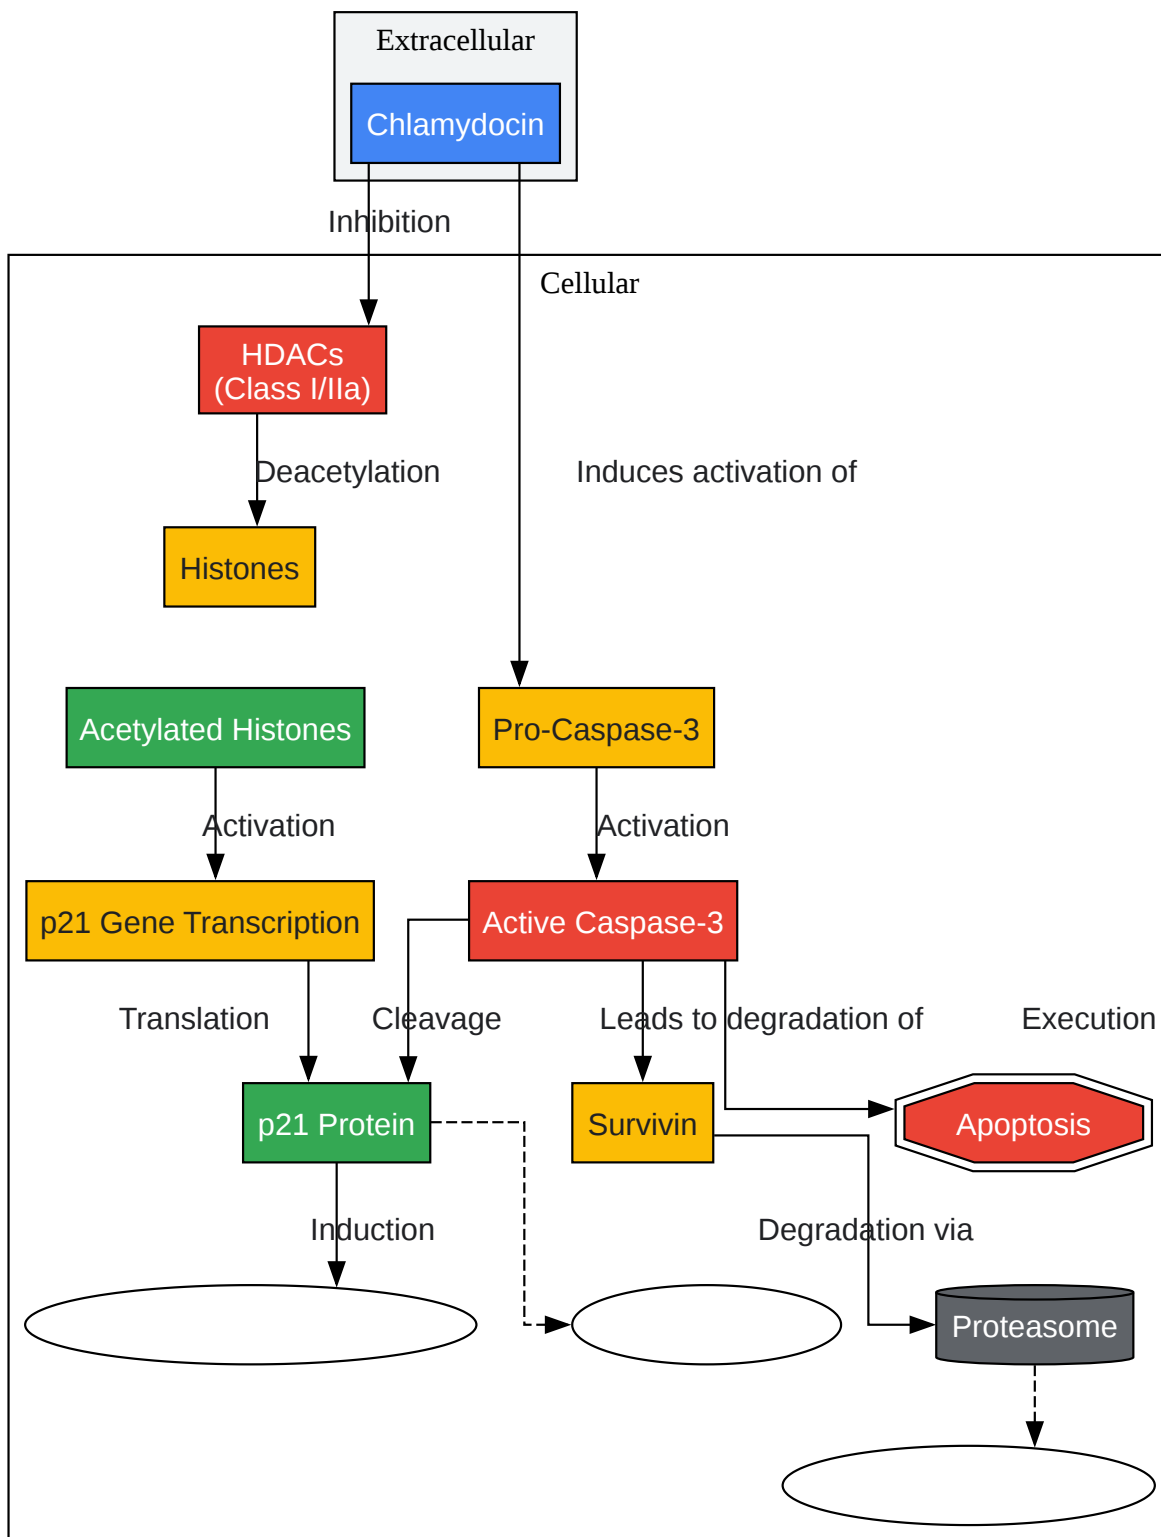 Extracellular
Chlamydocin
Inhibition
Cellular
HDACs
(Class I/IIa)
Deacetylation
Induces activation of
Histones
Acetylated Histones
Pro-Caspase-3
Activation
Activation
p21 Gene Transcription
Active Caspase-3
Translation
Cleavage
Leads to degradation of
Execution
p21 Protein
Survivin
Apoptosis
Induction
Degradation via
Proteasome